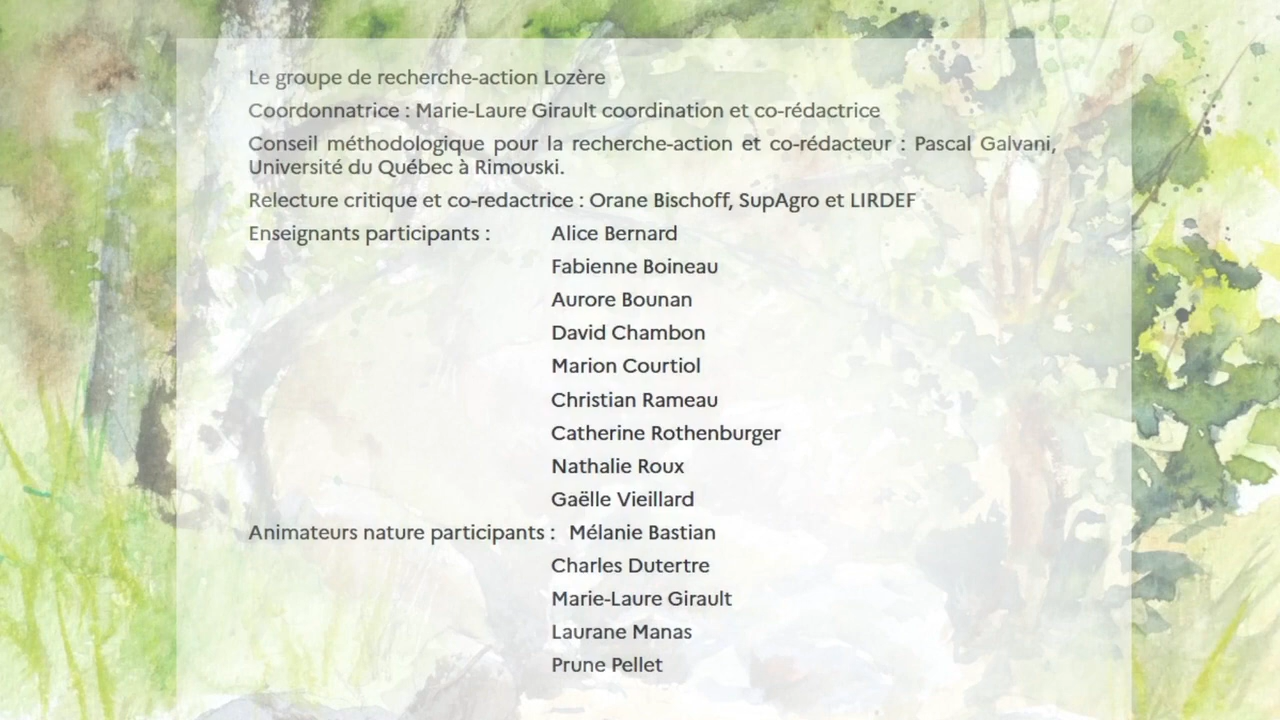 Le groupe de recherche-action Lozère
Coordonnatrice : Marie-Laure Girault coordination et co-rédactrice
Conseil méthodologique pour la recherche-action et co-rédacteur : Pascal Galvani,
Université du Québec à Rimouski.
Relecture critique et co-redactrice : Orane Bischoff, SupAgro et LIRDEF
Enseignants participants : Alice Bernard
Fabienne Boineau
Aurore Bounan
David Chambon
Marion Courtiol
Christian Rameau
Catherine Rothenburger
Nathalie Roux
Gaëlle Vieillard
Animateurs nature participants : Mélanie Bastian
Charles Dutertre
Marie-Laure Girault
Laurane Manas
Prune Pellet